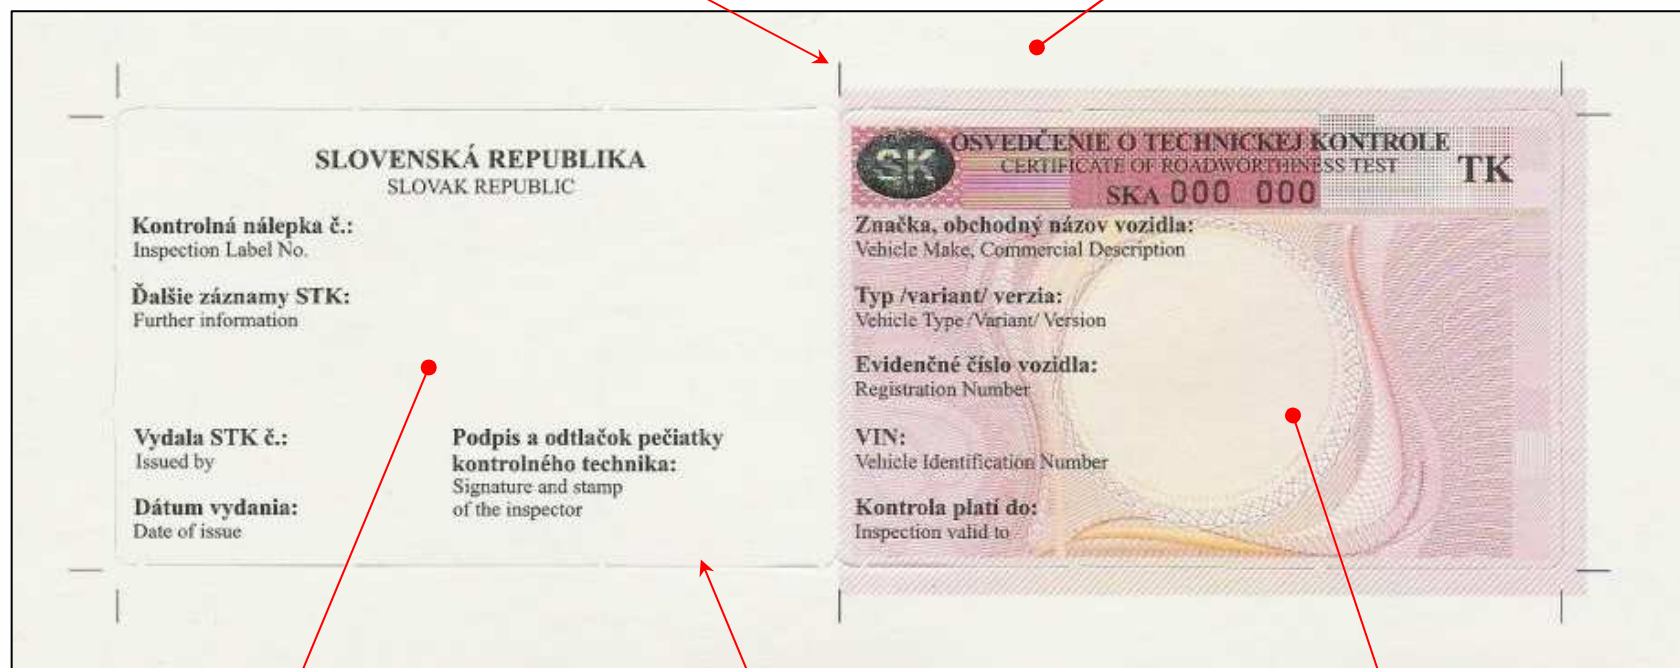 SLOVENSKÁ REPUBLIKA
SLOVAK REPUBLIC
Kontrolná nálepka č.:
Inspection Label No.
Ďalšie záznamy STK:
Further information
Vydala STK č.:
Issued by
Dátum vydania:
Date of issue
Podpis a odtlačok pečiatky
kontrolného technika:
Signature and stamp
of the inspector
SK
OSVEDČENIE O TECHNICKEJ KONTROLE
CERTIFICATE OF ROADWORTHINESS TEST
TK
SKA 000 000
Značka, obchodný názov vozidla:
Vehicle Make, Commercial Description
Typ /variant/ verzia:
Vehicle Type /Variant/ Version
Evidenčné číslo vozidla:
Registration Number
VIN:
Vehicle Identification Number
Kontrola platí do:
Inspection valid to